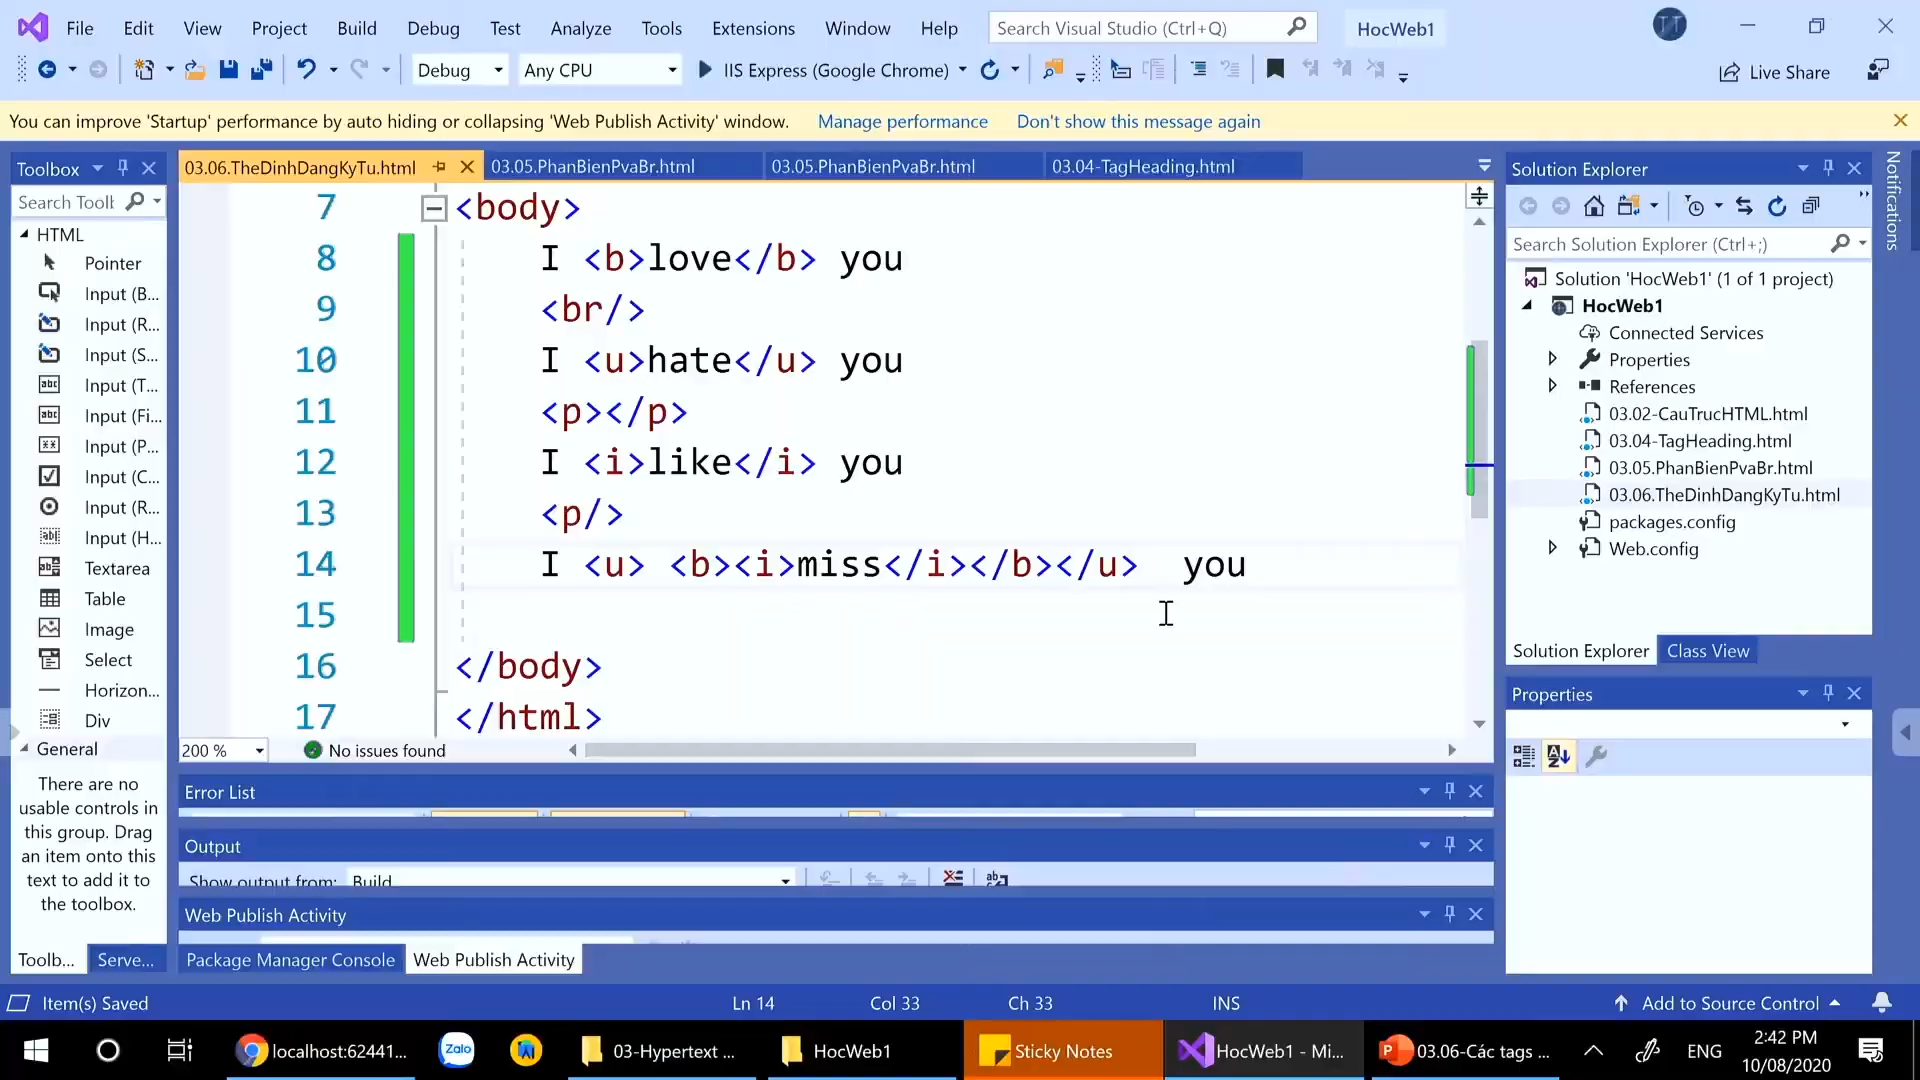 File Edit View Project Build Debug Test Analyze Tools Extensions Window Help Search Visual Studio (Ctrl+Q) HocWeb1
Debug Any CPU IIS Express (Google Chrome) Live Share
You can improve 'Startup' performance by auto hiding or collapsing 'Web Publish Activity' window. Manage performance Don't show this message again
Toolbox
Search Toolb
HTML
Pointer
Input (B...
Input (R...
Input (S...
Input (T...
Input (Fi...
Input (P...
Input (C...
Input (R...
Input (H...
Textarea
Table
Image
Select
Horizon...
Div
General
There are no
usable controls in
this group. Drag
an item onto this
text to add it to
the toolbox.
Toolb... Serve...
03.06.TheDinhDangKyTu.html 03.05.PhanBienPvaBr.html 03.05.PhanBienPvaBr.html 03.04-TagHeading.html
7 <body>
8 I <b>love</b> you
9 <br/>
10 I <u>hate</u> you
11 <p></p>
12 I <i>like</i> you
13 <p/>
14 I <u> <b><i>miss</i></b></u>  you
15
16 </body>
17 </html>
200 % No issues found
Error List
Output
Show output from: Build
Web Publish Activity
Package Manager Console Web Publish Activity
Solution Explorer
Search Solution Explorer (Ctrl+;)
Solution 'HocWeb1' (1 of 1 project)
HocWeb1
Connected Services
Properties
References
03.02-CauTrucHTML.html
03.04-TagHeading.html
03.05.PhanBienPvaBr.html
03.06.TheDinhDangKyTu.html
packages.config
Web.config
Solution Explorer Class View
Properties
Notifications
Item(s) Saved Ln 14 Col 33 Ch 33 INS Add to Source Control
localhost:62441... Zalo 03-Hypertext ... HocWeb1 Sticky Notes HocWeb1 - Mi... 03.06-Các tags ... ENG 2:42 PM
10/08/2020